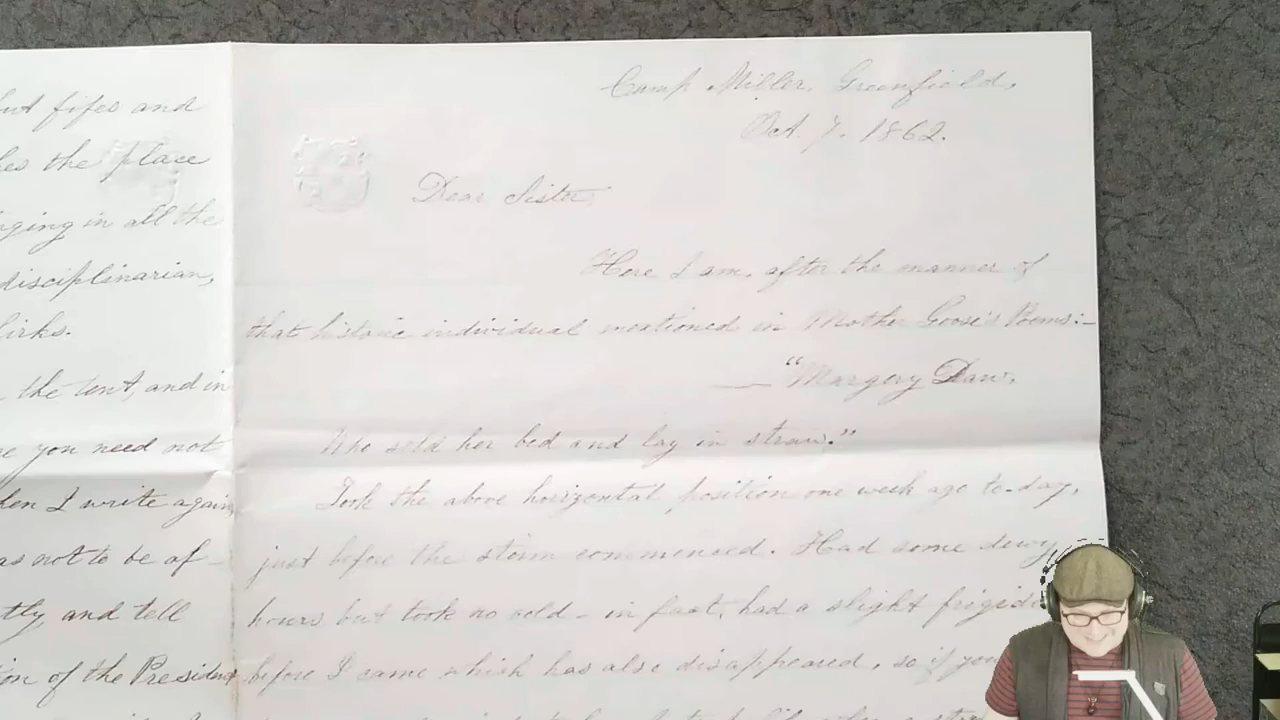 but fifes and
the place
in all the
disciplinarian,
the tent, and in
you need not
I write again
as not to be af-
and tell
of the President
Camp Miller, Greenfield,
Oct. 7. 1862.
Dear Sister,
Here I am, after the manner of
that historic individual mentioned in Mother Goose's Poems:—
— "Margery Daw,
Who sold her bed and lay in straw."
Took the above horizontal position one week ago to-day,
just before the storm commenced. Had some dewy
hours but took no cold - in fact, had a slight
before I came which has also disappeared, so if you